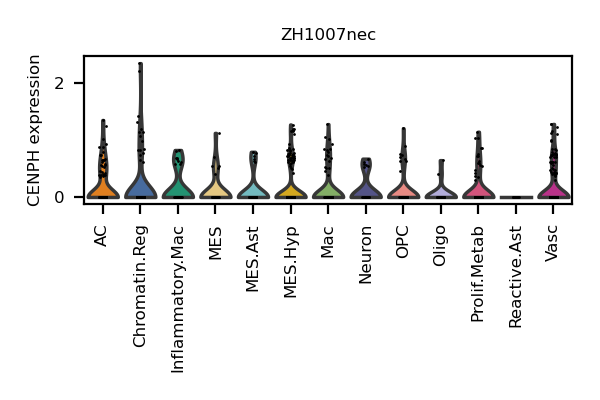 ZH1007nec
CENPH expression
2
0
AC
Chromatin.Reg
Inflammatory.Mac
MES
MES.Ast
MES.Hyp
Mac
Neuron
OPC
Oligo
Prolif.Metab
Reactive.Ast
Vasc